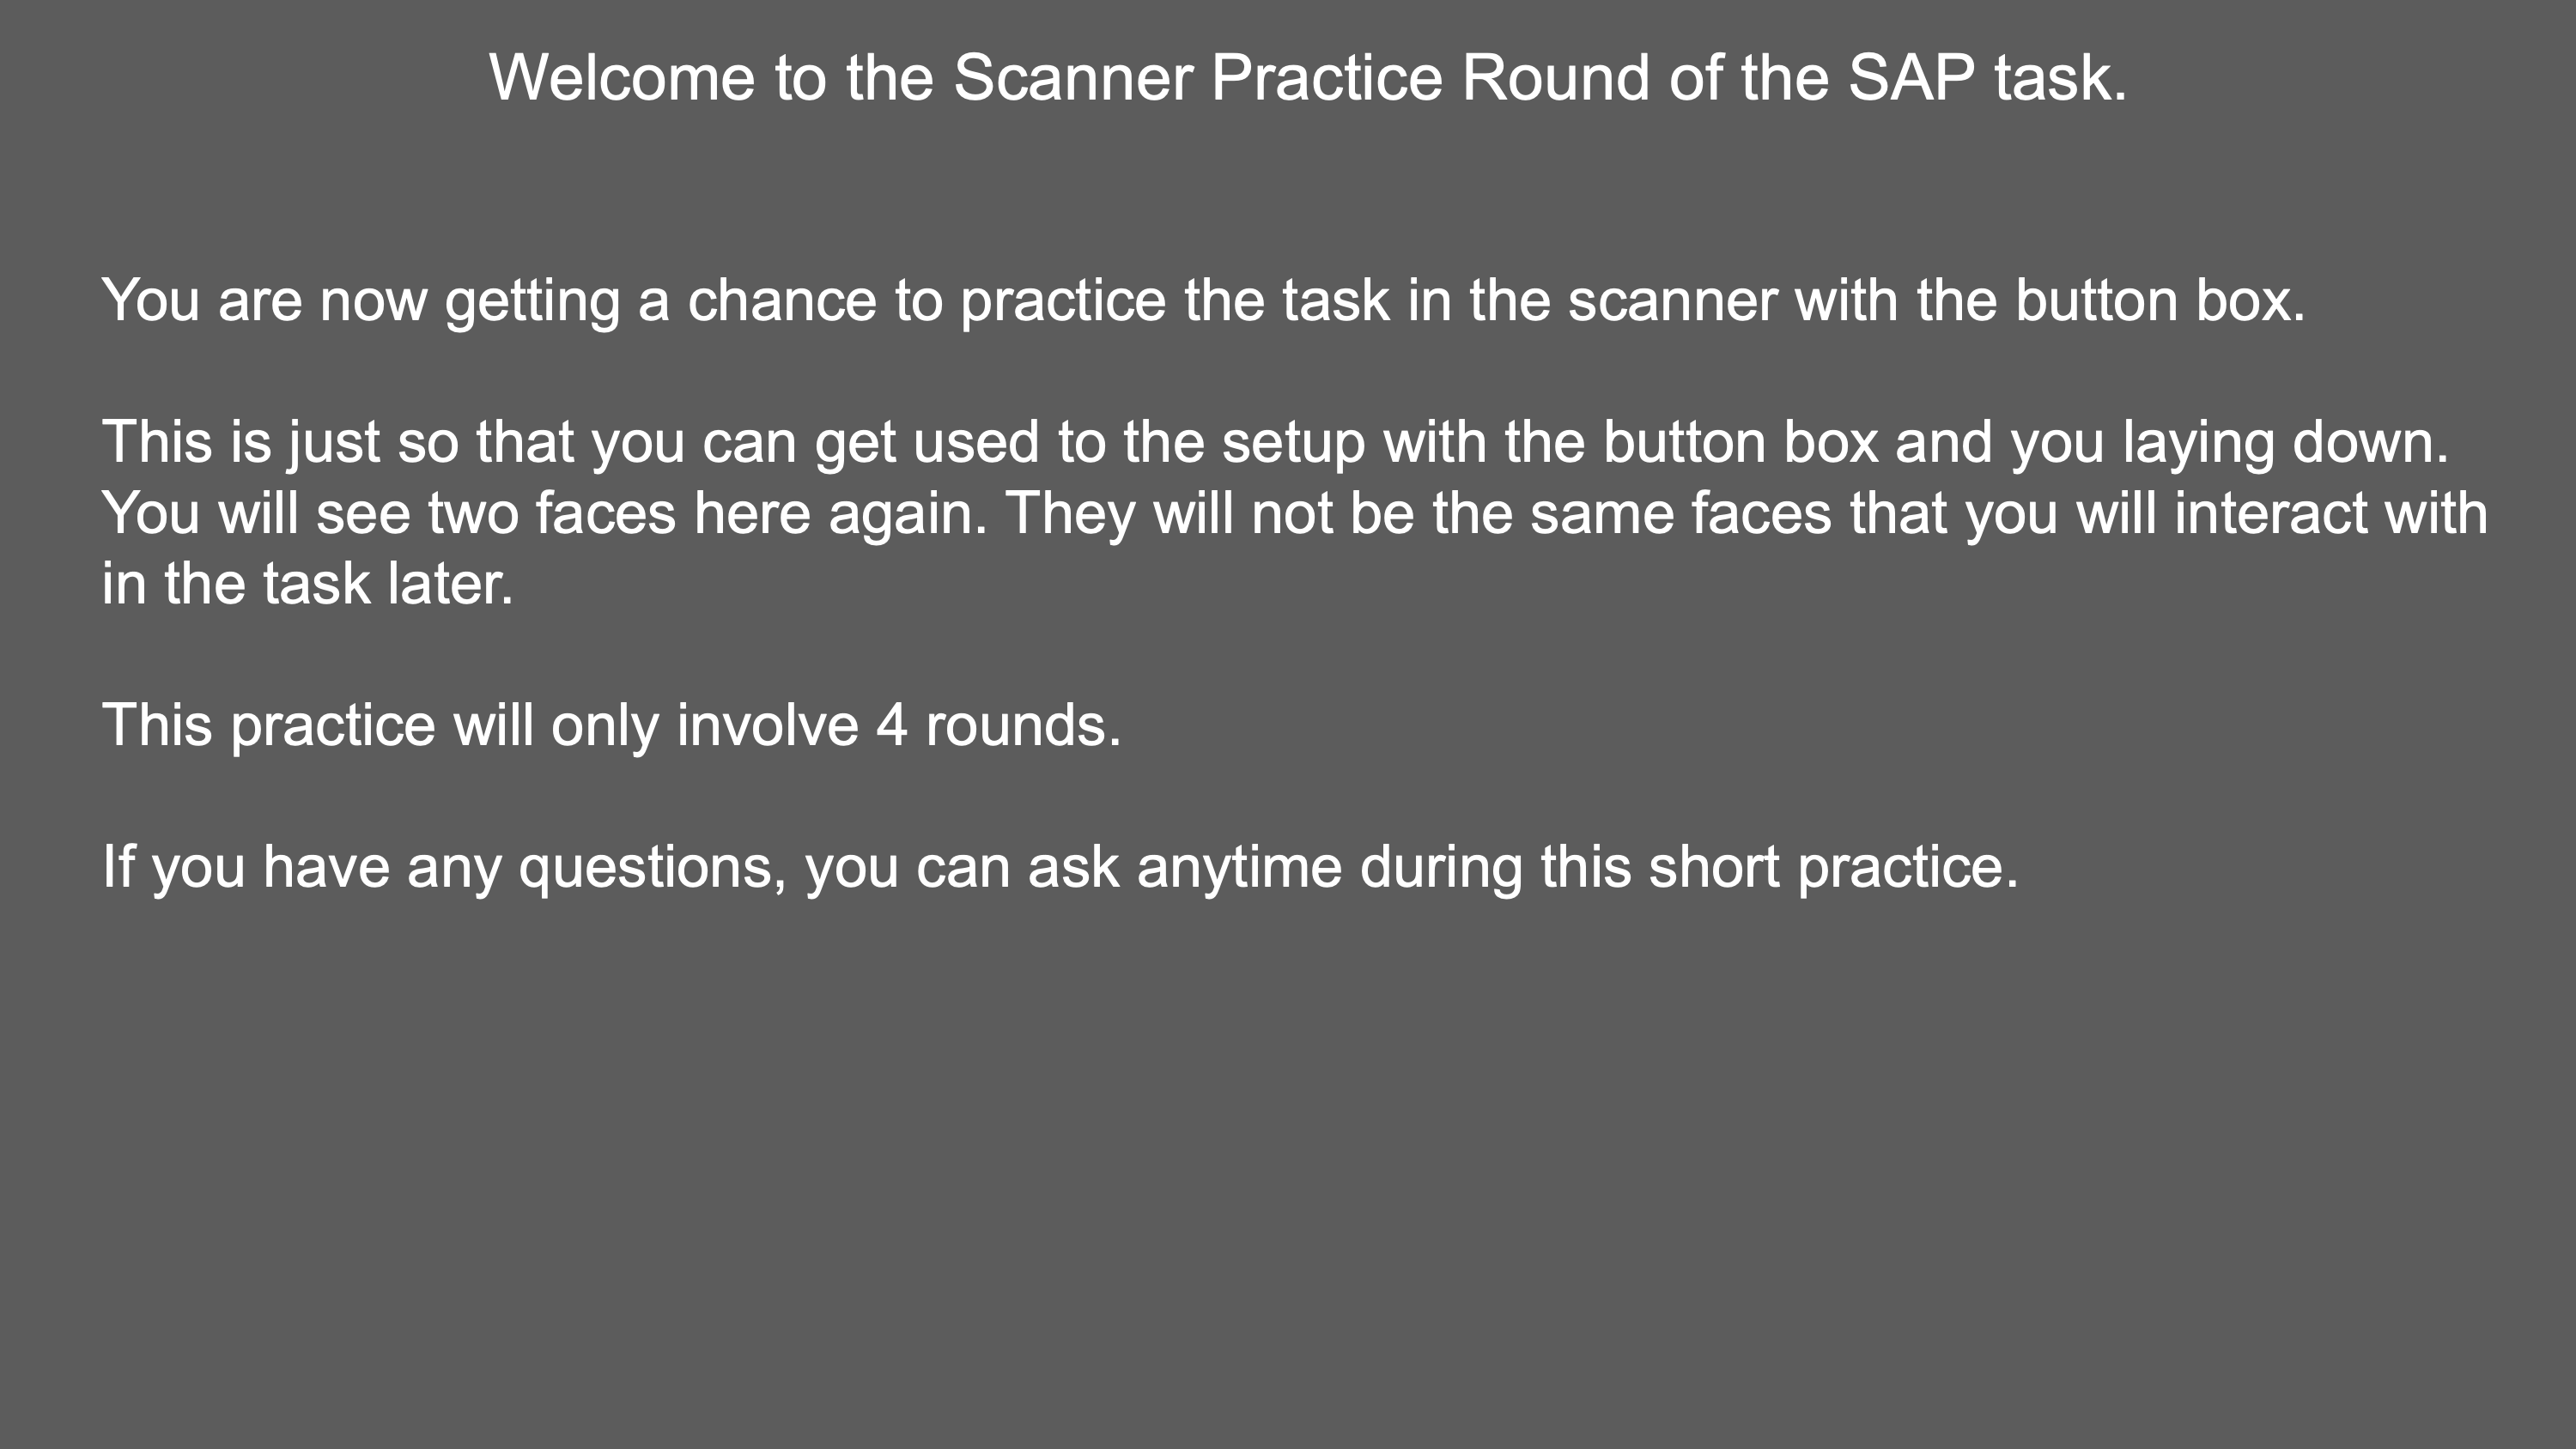 Welcome to the Scanner Practice Round of the SAP task.
You are now getting a chance to practice the task in the scanner with the button box.
This is just so that you can get used to the setup with the button box and you laying down.
You will see two faces here again. They will not be the same faces that you will interact with
in the task later.
This practice will only involve 4 rounds.
If you have any questions, you can ask anytime during this short practice.